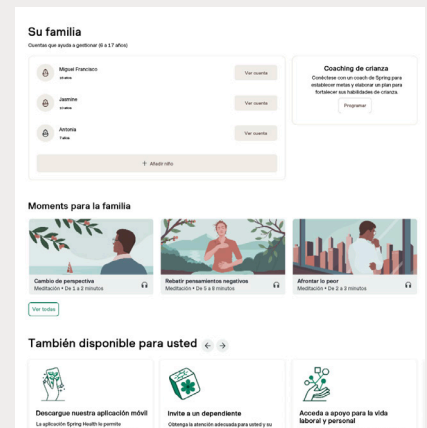 Su familia
Cuentas que ayuda a gestionar (6 a 17 años)
Miguel Francisco
Ver cuenta
Jasmine
Ver cuenta
Antonia
7 años
Ver cuenta
+ Añadir niño
Coaching de crianza
Conéctese con un coach de Spring para
establecer metas y elaborar un plan para
fortalecer sus habilidades de crianza.
Programar
Moments para la familia
Cambio de perspectiva
Meditación • De 1 a 2 minutos
Rebatir pensamientos negativos
Meditación • De 5 a 8 minutos
Afrontar lo peor
Meditación • De 2 a 3 minutos
Ver todas
También disponible para usted
Descargue nuestra aplicación móvil
La aplicación Spring Health le permite
Invite a un dependiente
Obtenga la atención adecuada para usted y su
Acceda a apoyo para la vida
laboral y personal